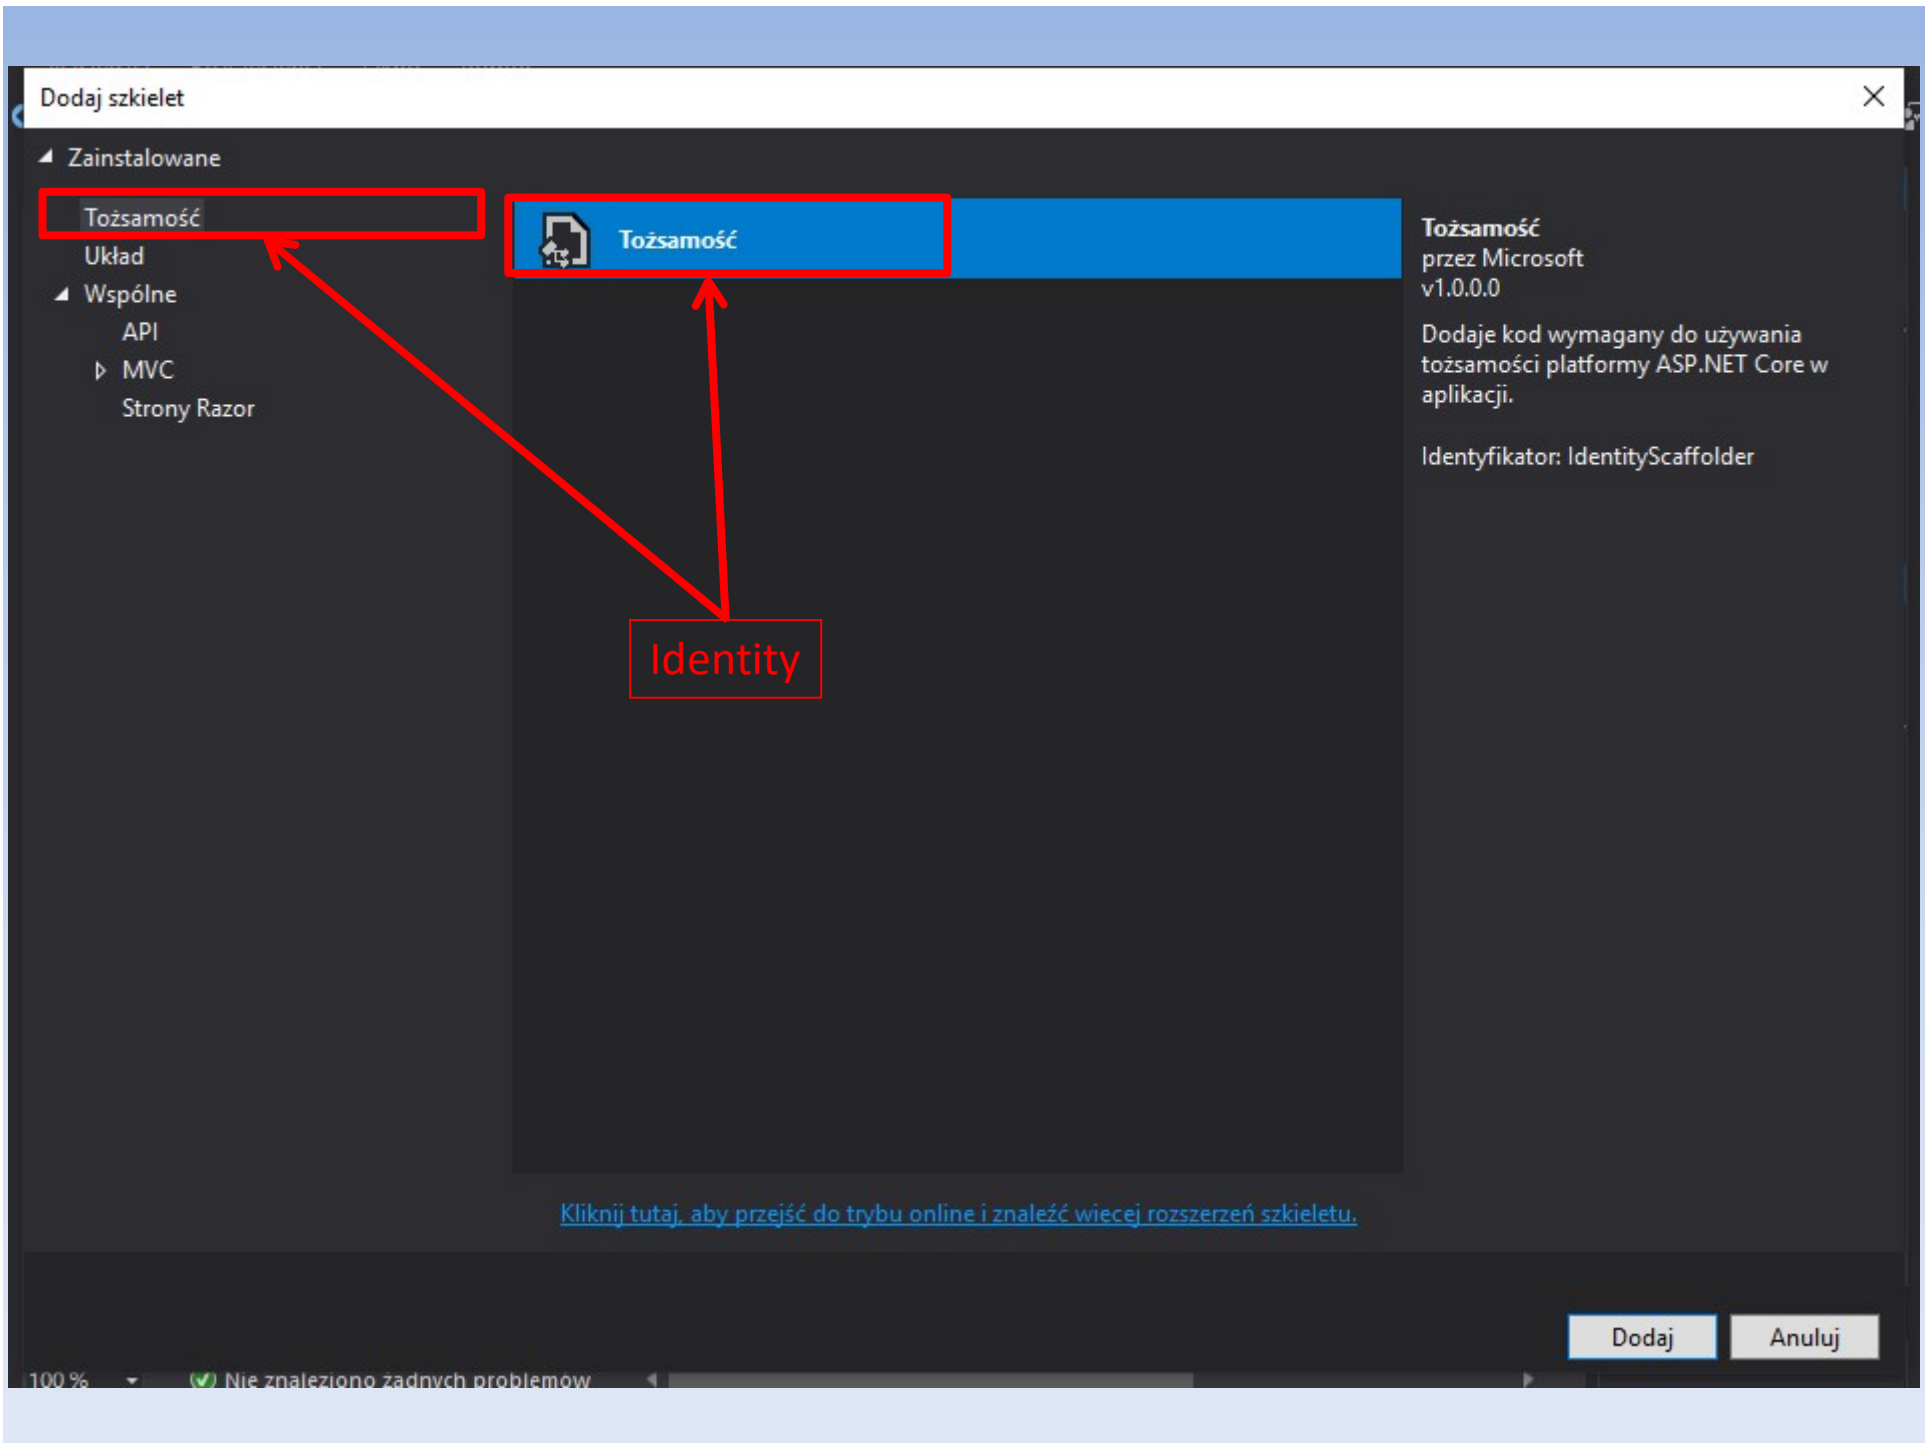 Dodaj szkielet
Zainstalowane
Tożsamość
Układ
Wspólne
API
MVC
Strony Razor
Tożsamość
Tożsamość
przez Microsoft
v1.0.0.0
Dodaje kod wymagany do używania
tożsamości platformy ASP.NET Core w
aplikacji.
Identyfikator: IdentityScaffolder
Identity
Kliknij tutaj, aby przejść do trybu online i znaleźć więcej rozszerzeń szkieletu.
Dodaj
Anuluj
100 %
Nie znaleziono żadnych problemów